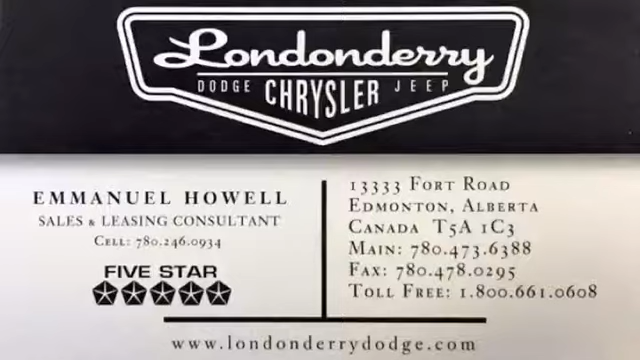 Londonderry
DODGE CHRYSLER JEEP
EMMANUEL HOWELL
SALES & LEASING CONSULTANT
CELL: 780.246.0934
FIVE STAR
13333 FORT ROAD
EDMONTON, ALBERTA
CANADA T5A 1C3
MAIN: 780.473.6388
FAX: 780.478.0295
TOLL FREE: 1.800.661.0608
www.londonderrydodge.com